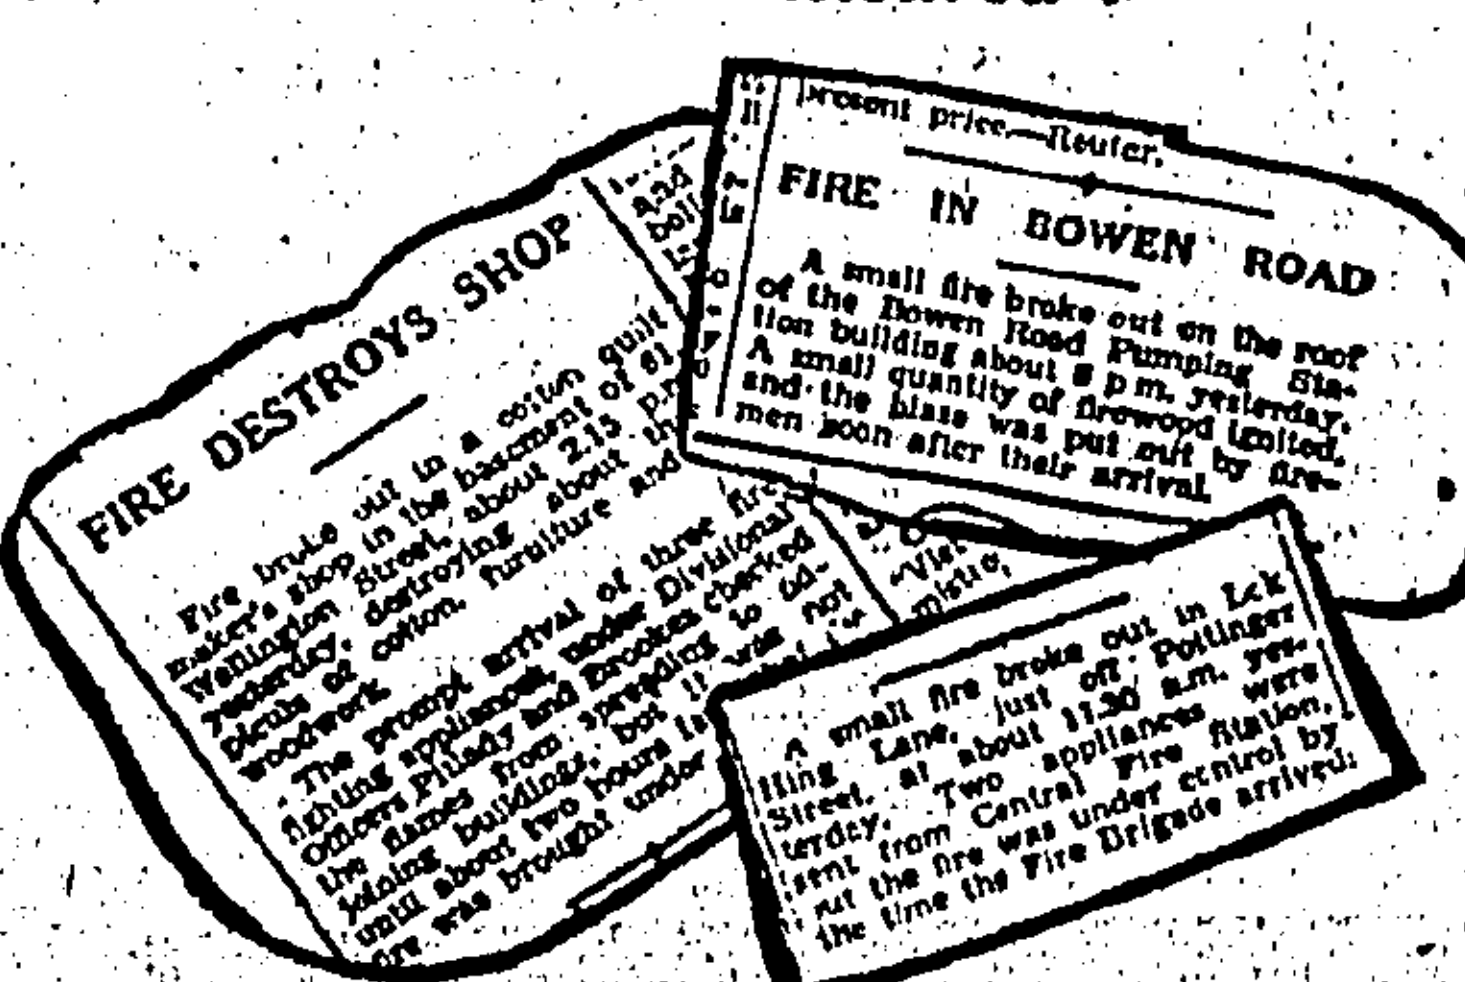 FIRE DESTROYS SHOP
Fire broke out in a cotton quilt
maker's shop in the basement of 61
Wellington Street, about 2.15 p.m.
yesterday, destroying about
piculs of cotton, furniture and
woodwork.
The prompt arrival of three fire
fighting appliances, under Divisional
Officers and Brookes checked
the flames from spreading to ad-
joining buildings, but it was not
until about two hours
fire was brought under
and
present price.—Reuter.
FIRE IN BOWEN ROAD
A small fire broke out on the roof
of the Bowen Road Pumping Sta-
tion building about p.m. yesterday.
A small quantity of firewood ignited,
and the blaze was put out by fire-
men soon after their arrival.
A small fire broke out in
Lane, just off Pottinger
Street, at about 11.30 a.m. yes-
terday. Two appliances were
sent from Central Fire Station,
but the fire was under control by
the time the Fire Brigade arrived.